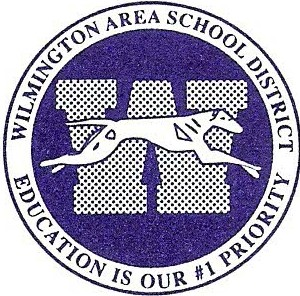 WILMINGTON AREA SCHOOL DISTRICT
W
EDUCATION IS OUR #1 PRIORITY